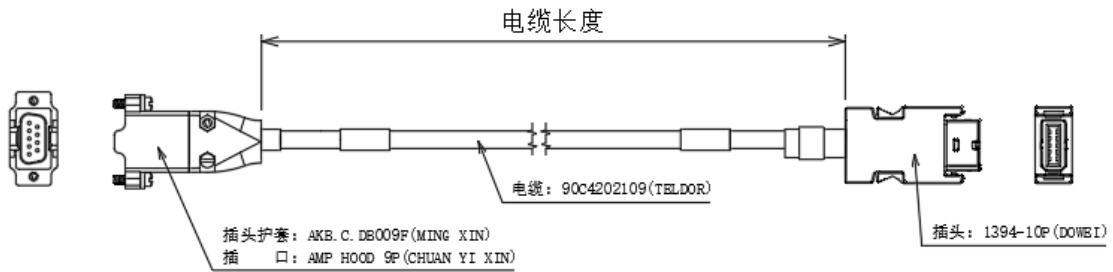 电缆长度
电缆：90C4202109(TELDOR)
插头护套：AKB.C.DB009F(MING XIN)
插　　口：AMP HOOD 9P(CHUAN YI XIN)
插头：1394-10P(DOWEI)